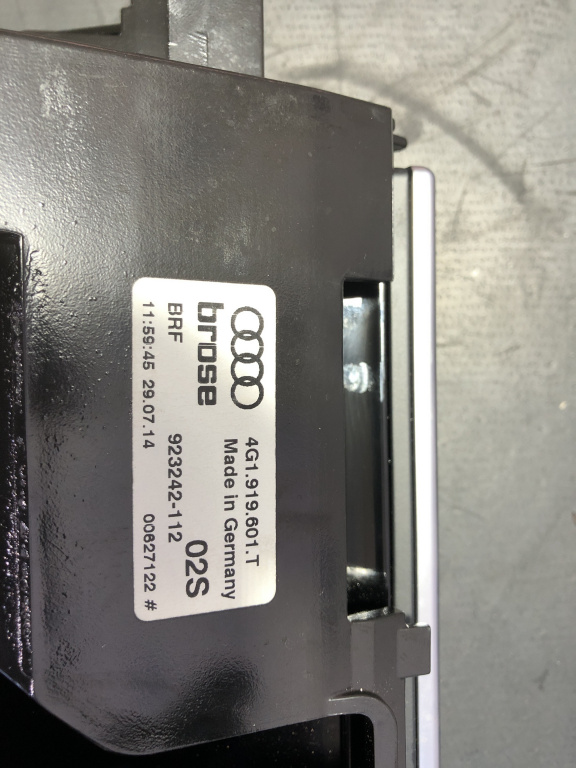 4G1.919.601.T
Made in Germany
brose
02S
BRF 923242-112
11:59:45 29.07.14 00627122 #